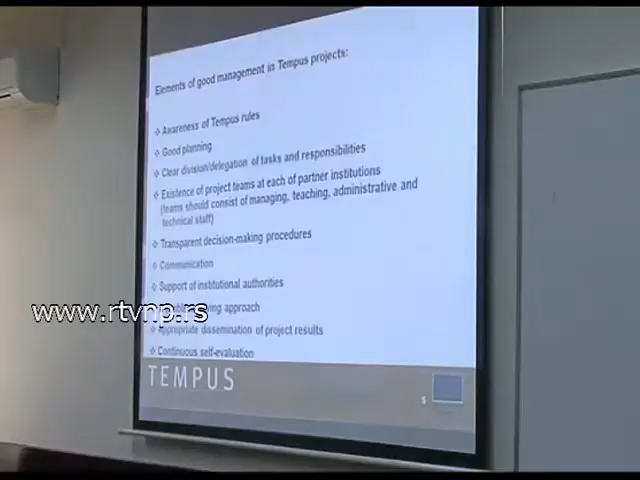 Elements of good management in Tempus projects:
❖ Awareness of Tempus rules
❖ Good planning
❖ Clear division/delegation of tasks and responsibilities
❖ Existence of project teams at each of partner institutions
(teams should consist of managing, teaching, administrative and
technical staff)
❖ Transparent decision-making procedures
❖ Communication
❖ Support of institutional authorities
approach
www.rtvnp.rs
❖ Appropriate dissemination of project results
❖ Continuous self-evaluation
TEMPUS
s